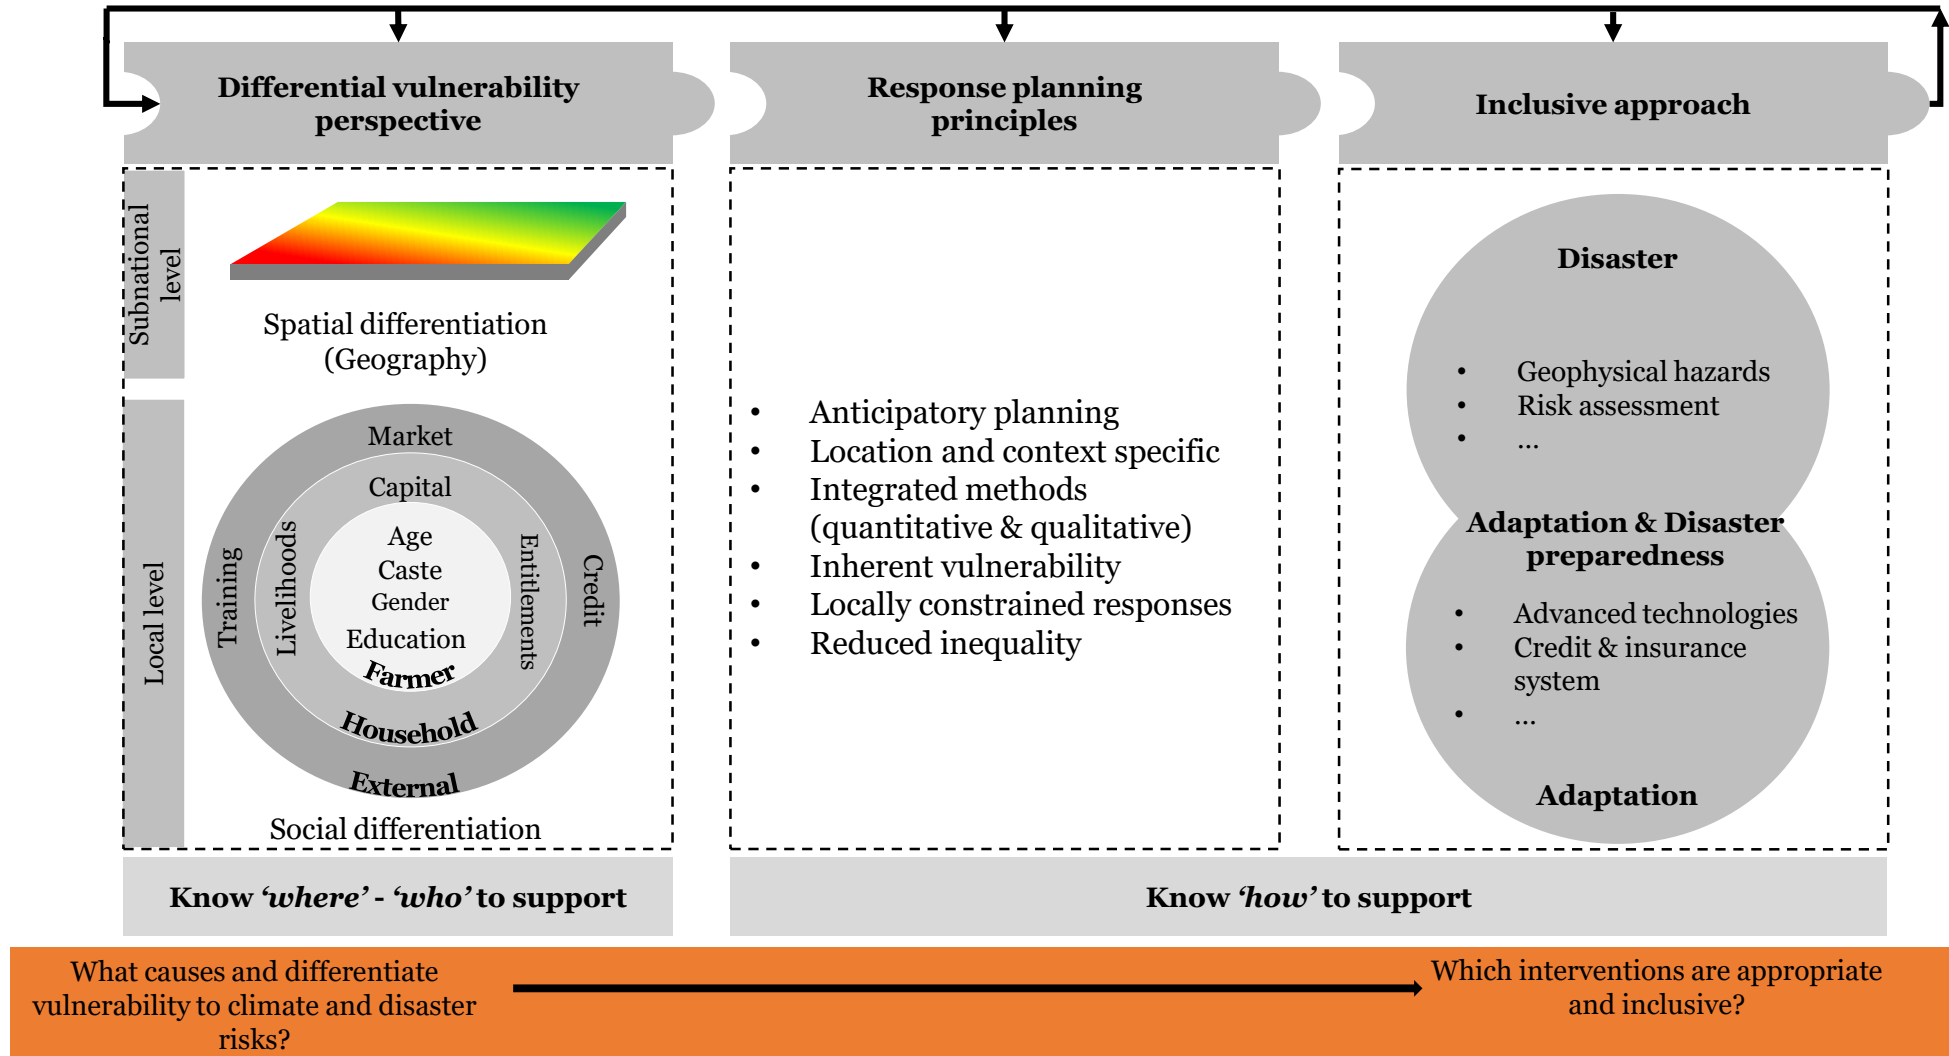 Differential vulnerability
perspective
Response planning
principles
Inclusive approach
Subnational
level
Spatial differentiation
(Geography)
Local level
Market
Training
Credit
Capital
Livelihoods
Entitlements
Age
Caste
Gender
Education
Farmer
Household
External
Social differentiation
• Anticipatory planning
• Location and context specific
• Integrated methods
(quantitative & qualitative)
• Inherent vulnerability
• Locally constrained responses
• Reduced inequality
Disaster
• Geophysical hazards
• Risk assessment
• ...
Adaptation & Disaster
preparedness
• Advanced technologies
• Credit & insurance
system
• ...
Adaptation
Know ‘where’ - ‘who’ to support
Know ‘how’ to support
What causes and differentiate
vulnerability to climate and disaster
risks?
Which interventions are appropriate
and inclusive?